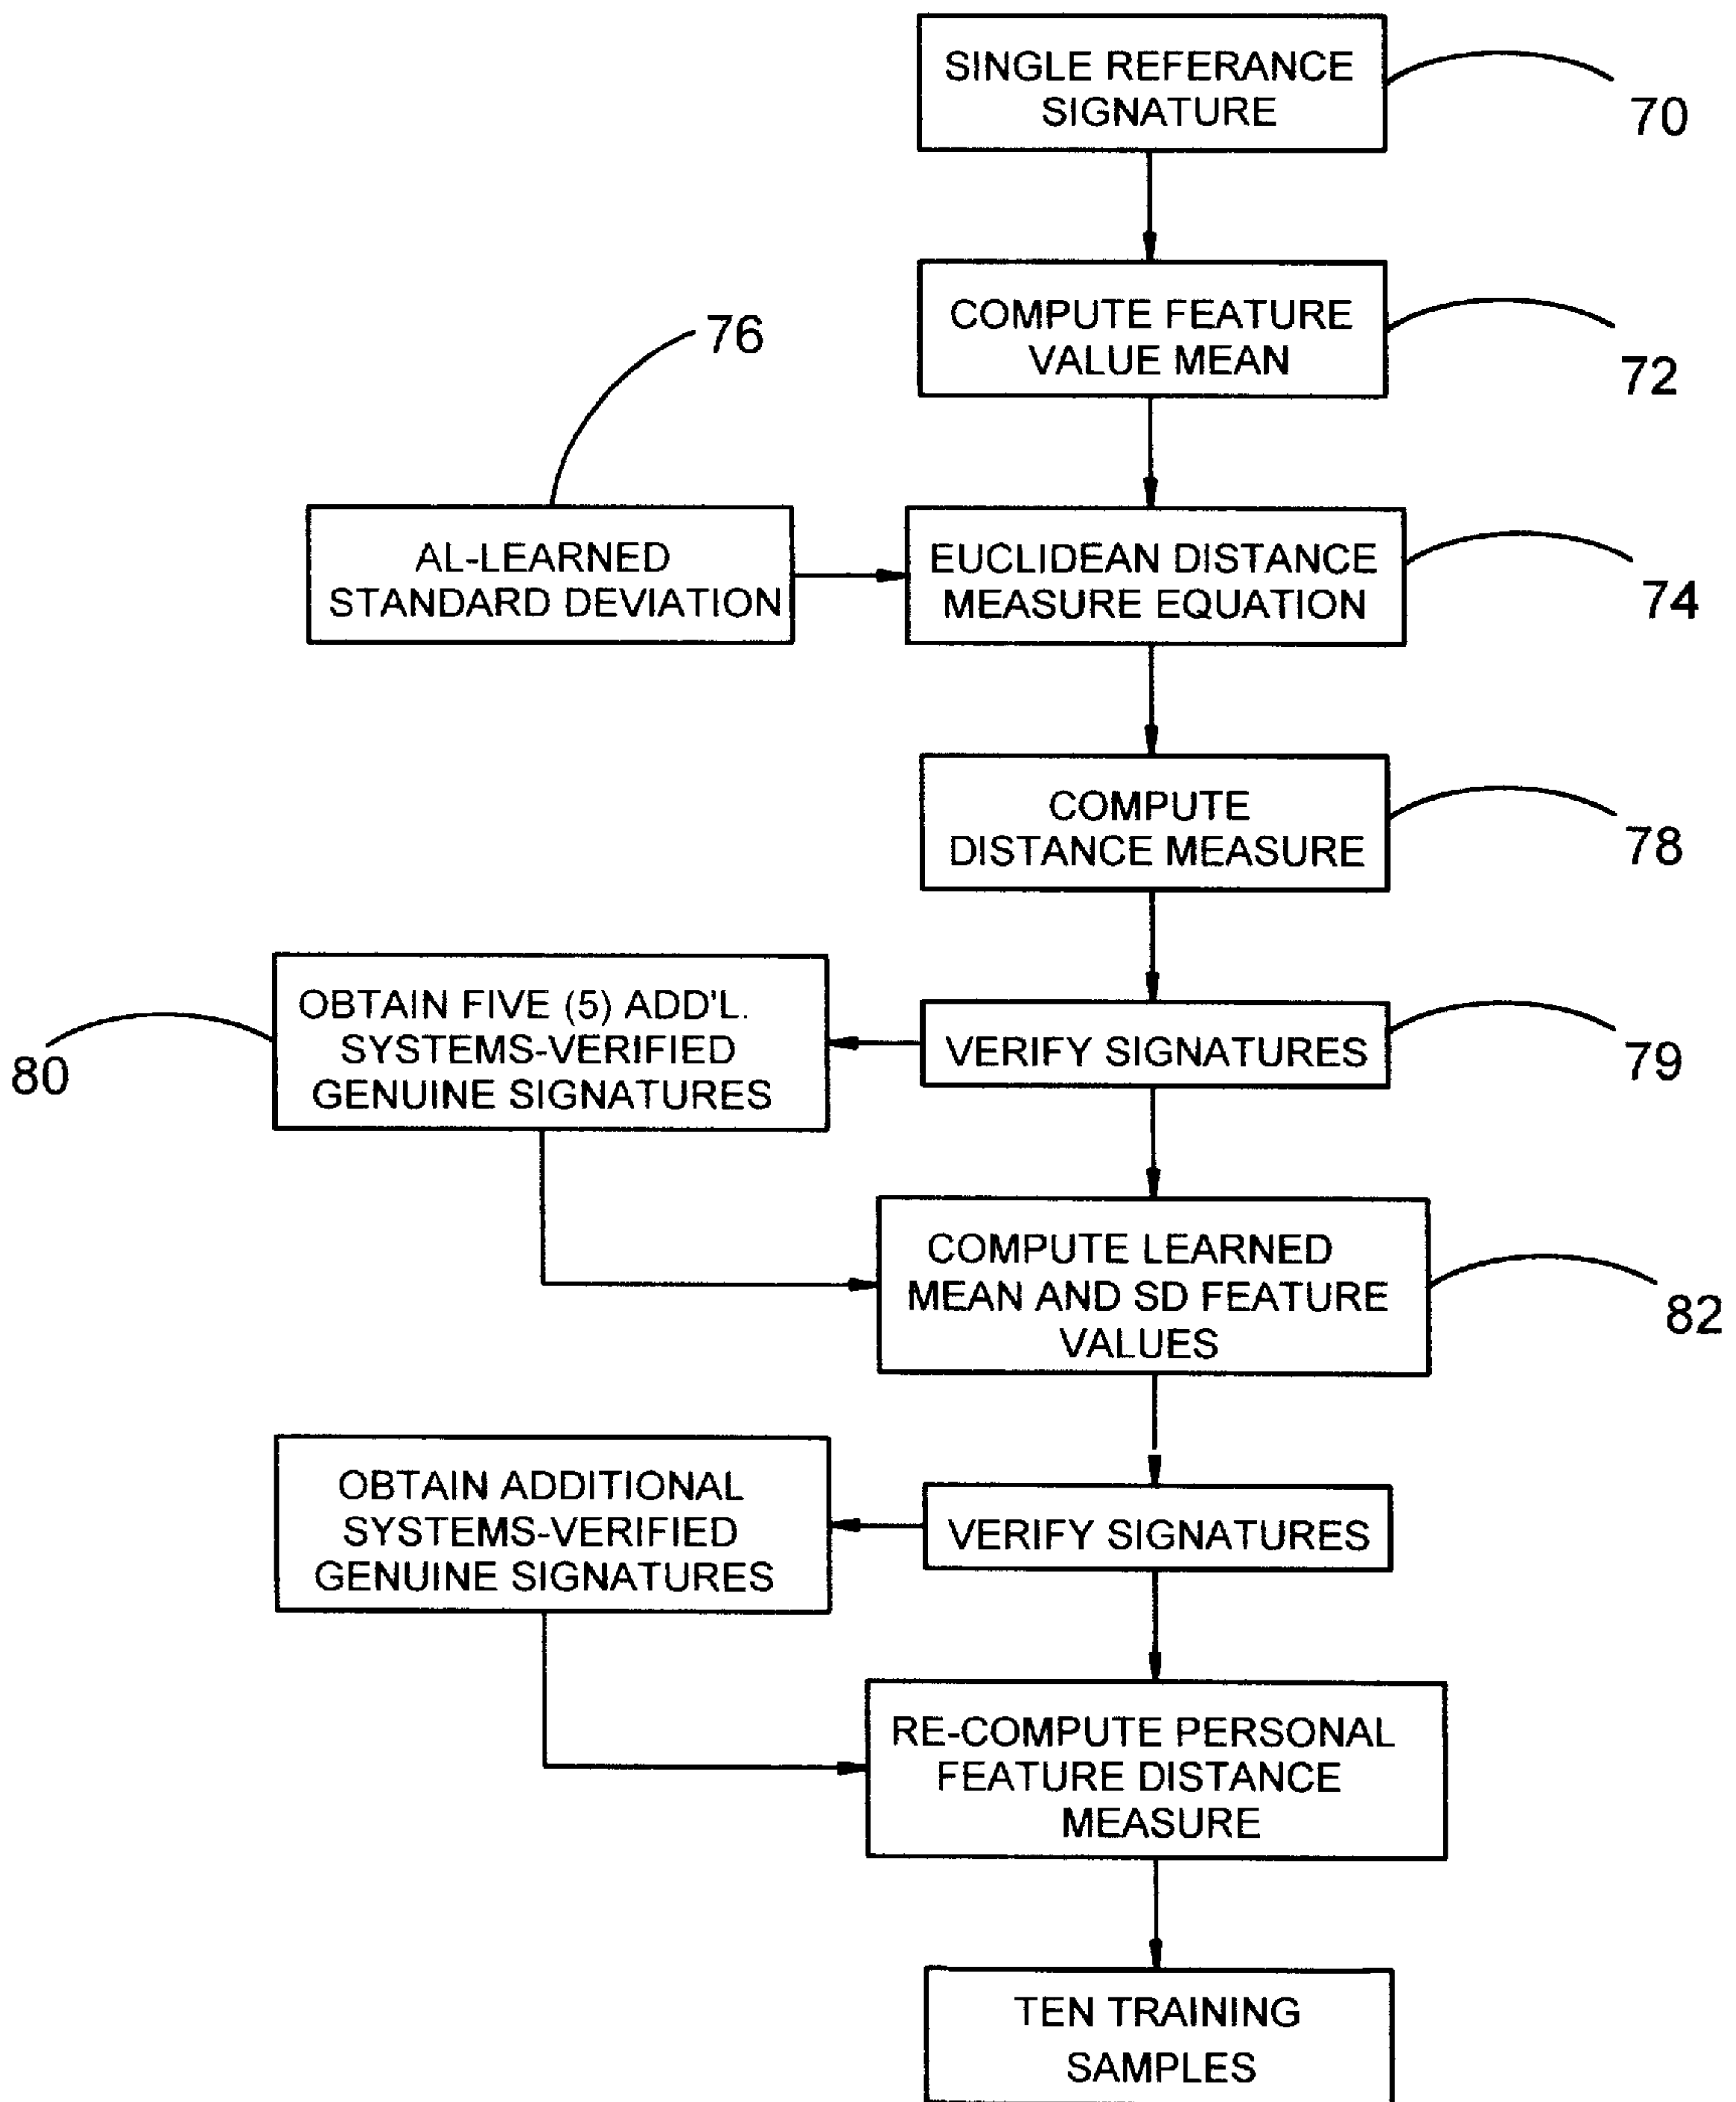 SINGLE REFERANCE
SIGNATURE
70
COMPUTE FEATURE
VALUE MEAN
72
76
AL-LEARNED
STANDARD DEVIATION
EUCLIDEAN DISTANCE
MEASURE EQUATION
74
COMPUTE
DISTANCE MEASURE
78
OBTAIN FIVE (5) ADD'L.
SYSTEMS-VERIFIED
GENUINE SIGNATURES
80
VERIFY SIGNATURES
79
COMPUTE LEARNED
MEAN AND SD FEATURE
VALUES
82
OBTAIN ADDITIONAL
SYSTEMS-VERIFIED
GENUINE SIGNATURES
VERIFY SIGNATURES
RE-COMPUTE PERSONAL
FEATURE DISTANCE
MEASURE
TEN TRAINING
SAMPLES